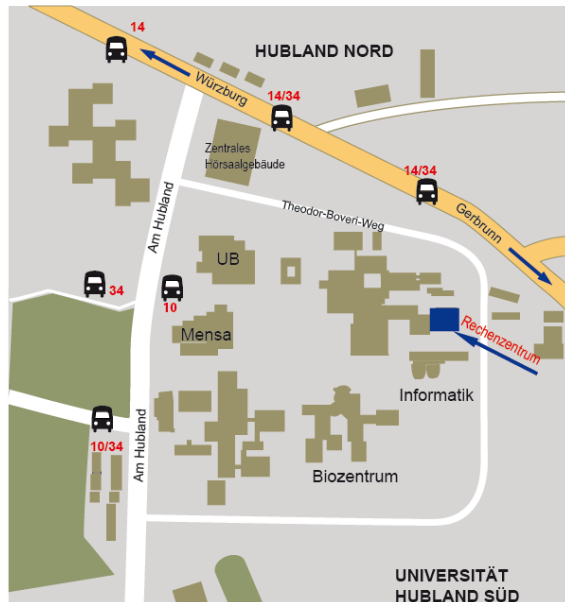 14
HUBLAND NORD
Würzburg
14/34
Zentrales
Hörsaalgebäude
14/34
Am Hubland
Theodor-Boveri-Weg
Gerbrunn
UB
34
10
Mensa
Rechenzentrum
Informatik
10/34
Am Hubland
Biozentrum
UNIVERSITÄT
HUBLAND SÜD